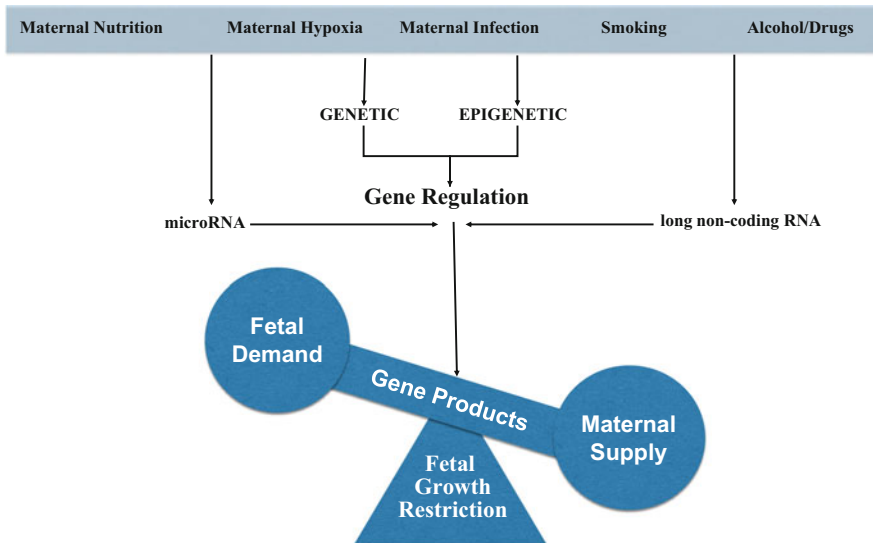 Maternal Nutrition Maternal Hypoxia Maternal Infection Smoking Alcohol/Drugs
GENETIC EPIGENETIC
Gene Regulation
microRNA long non-coding RNA
Fetal
Demand
Gene Products
Maternal
Supply
Fetal
Growth
Restriction